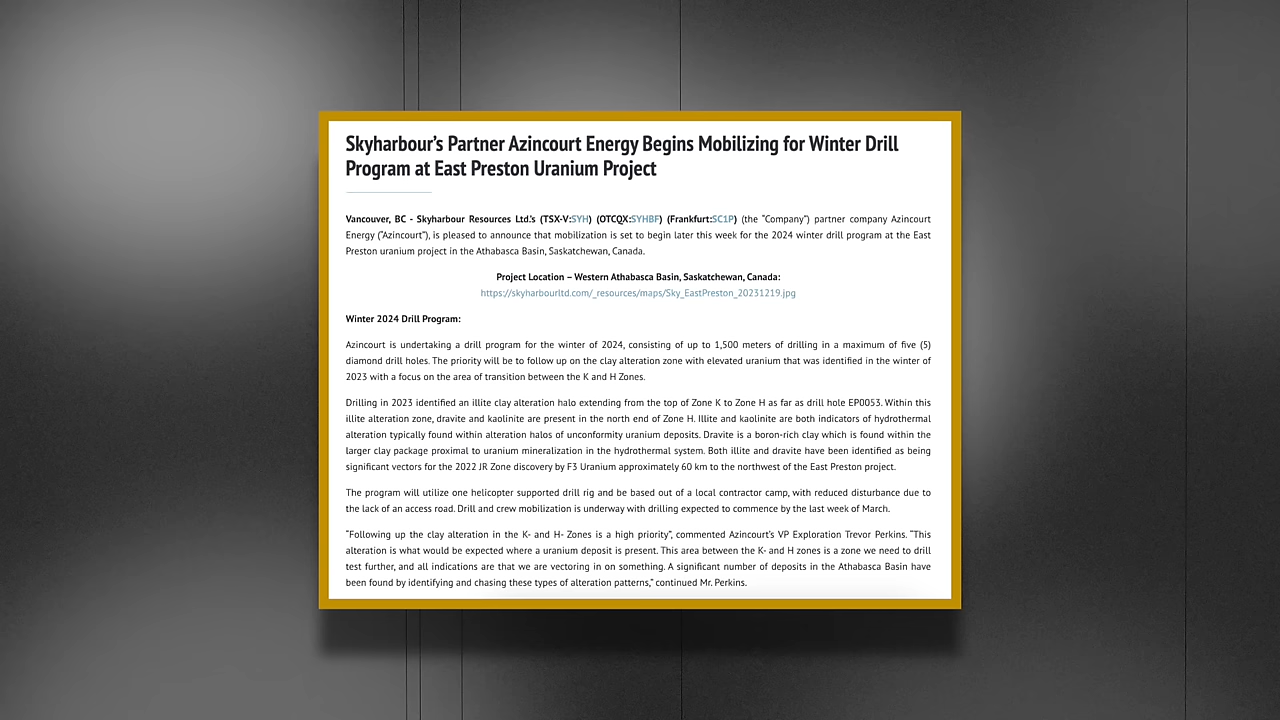 Skyharbour's Partner Azincourt Energy Begins Mobilizing for Winter Drill
Program at East Preston Uranium Project
Vancouver, BC - Skyharbour Resources Ltd.'s (TSX-V:SYH) (OTCQX:SYHBF) (Frankfurt:SC1P) (the “Company”) partner company Azincourt
Energy (“Azincourt”), is pleased to announce that mobilization is set to begin later this week for the 2024 winter drill program at the East
Preston uranium project in the Athabasca Basin, Saskatchewan, Canada.
Project Location – Western Athabasca Basin, Saskatchewan, Canada:
https://skyharbourltd.com/_resources/maps/Sky_EastPreston_20231219.jpg
Winter 2024 Drill Program:
Azincourt is undertaking a drill program for the winter of 2024, consisting of up to 1,500 meters of drilling in a maximum of five (5)
diamond drill holes. The priority will be to follow up on the clay alteration zone with elevated uranium that was identified in the winter of
2023 with a focus on the area of transition between the K and H Zones.
Drilling in 2023 identified an illite clay alteration halo extending from the top of Zone K to Zone H as far as drill hole EP0053. Within this
illite alteration zone, dravite and kaolinite are present in the north end of Zone H. Illite and kaolinite are both indicators of hydrothermal
alteration typically found within alteration halos of unconformity uranium deposits. Dravite is a boron-rich clay which is found within the
larger clay package proximal to uranium mineralization in the hydrothermal system. Both illite and dravite have been identified as being
significant vectors for the 2022 JR Zone discovery by F3 Uranium approximately 60 km to the northwest of the East Preston project.
The program will utilize one helicopter supported drill rig and be based out of a local contractor camp, with reduced disturbance due to
the lack of an access road. Drill and crew mobilization is underway with drilling expected to commence by the last week of March.
“Following up the clay alteration in the K- and H- Zones is a high priority”, commented Azincourt's VP Exploration Trevor Perkins. “This
alteration is what would be expected where a uranium deposit is present. This area between the K- and H zones is a zone we need to drill
test further, and all indications are that we are vectoring in on something. A significant number of deposits in the Athabasca Basin have
been found by identifying and chasing these types of alteration patterns,” continued Mr. Perkins.